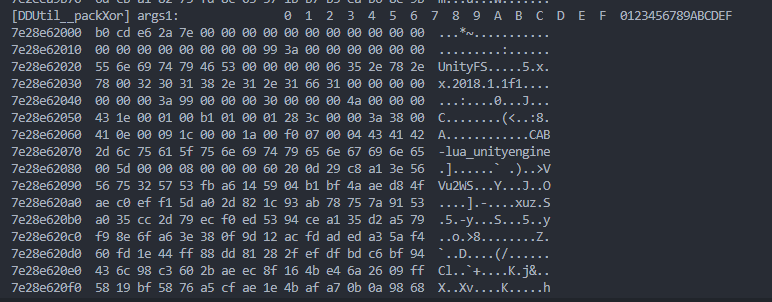 [DDUtil__packXor] args1:             0  1  2  3  4  5  6  7  8  9  A  B  C  D  E  F  0123456789ABCDEF
7e28e62000  b0 cd e6 2a 7e 00 00 00 00 00 00 00 00 00 00 00  ...*~...........
7e28e62010  00 00 00 00 00 00 00 00 99 3a 00 00 00 00 00 00  .........:......
7e28e62020  55 6e 69 74 79 46 53 00 00 00 00 06 35 2e 78 2e  UnityFS.....5.x.
7e28e62030  78 00 32 30 31 38 2e 31 2e 31 66 31 00 00 00 00  x.2018.1.1f1....
7e28e62040  00 00 00 3a 99 00 00 00 30 00 00 00 4a 00 00 00  ...:....0...J...
7e28e62050  43 1e 00 01 00 b1 01 00 01 28 3c 00 00 3a 38 00  C........(<..:8.
7e28e62060  41 0e 00 09 1c 00 00 1a 00 f0 07 00 04 43 41 42  A............CAB
7e28e62070  2d 6c 75 61 5f 75 6e 69 74 79 65 6e 67 69 6e 65  -lua_unityengine
7e28e62080  00 5d 00 00 08 00 00 00 60 20 0d 29 c8 a1 3e 56  .]......` .)..>V
7e28e62090  56 75 32 57 53 fb a6 14 59 04 b1 bf 4a ae d8 4f  Vu2WS...Y...J..O
7e28e620a0  ae c0 ef f1 5d a0 2d 82 1c 93 ab 78 75 7a 91 53  ....].-....xuz.S
7e28e620b0  a0 35 cc 2d 79 ec f0 ed 53 94 ce a1 35 d2 a5 79  .5.-y...S...5..y
7e28e620c0  f9 8e 6f a6 3e 38 0f 9d 12 ac fd ad ed a3 5a f4  ..o.>8........Z.
7e28e620d0  60 fd 1e 44 ff 88 dd 81 28 2f ef df bd c6 bf 94  `..D....(/......
7e28e620e0  43 6c 98 c3 60 2b ae ec 8f 16 4b e4 6a 26 09 ff  Cl..`+....K.j&..
7e28e620f0  58 19 bf 58 76 a5 cf ae 1e 4b af a7 0b 0a 98 68  X..Xv....K.....h